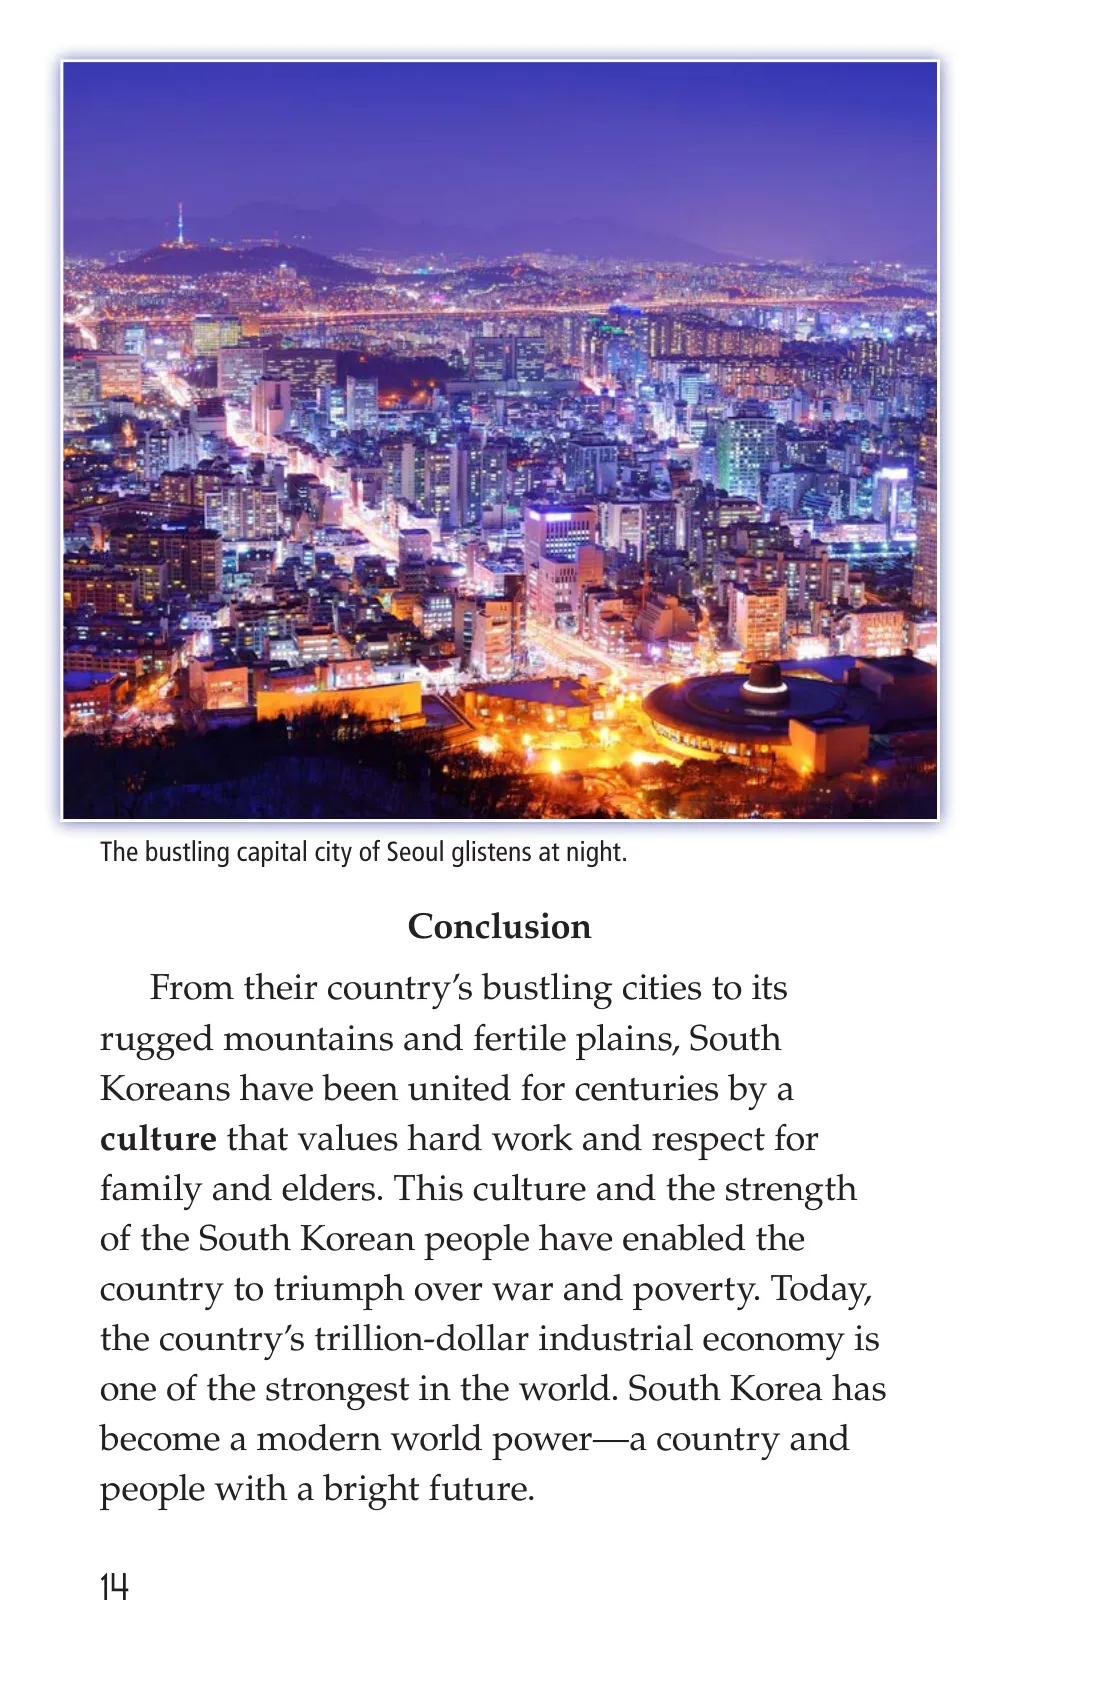 The bustling capital city of Seoul glistens at night.
Conclusion
From their country’s bustling cities to its
rugged mountains and fertile plains, South
Koreans have been united for centuries by a
culture that values hard work and respect for
family and elders. This culture and the strength
of the South Korean people have enabled the
country to triumph over war and poverty. Today,
the country’s trillion-dollar industrial economy is
one of the strongest in the world. South Korea has
become a modern world power—a country and
people with a bright future.
14